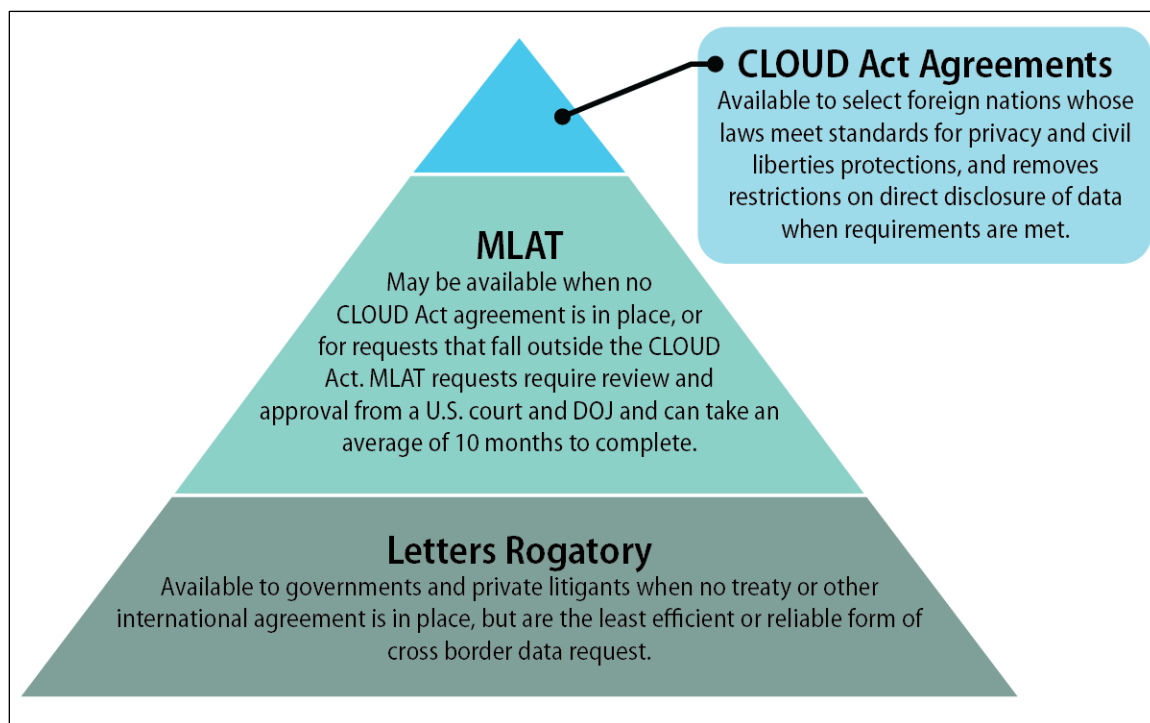 CLOUD Act Agreements
Available to select foreign nations whose
laws meet standards for privacy and civil
liberties protections, and removes
restrictions on direct disclosure of data
when requirements are met.
MLAT
May be available when no
CLOUD Act agreement is in place, or
for requests that fall outside the CLOUD
Act. MLAT requests require review and
approval from a U.S. court and DOJ and can take an
average of 10 months to complete.
Letters Rogatory
Available to governments and private litigants when no treaty or other
international agreement is in place, but are the least efficient or reliable form of
cross border data request.